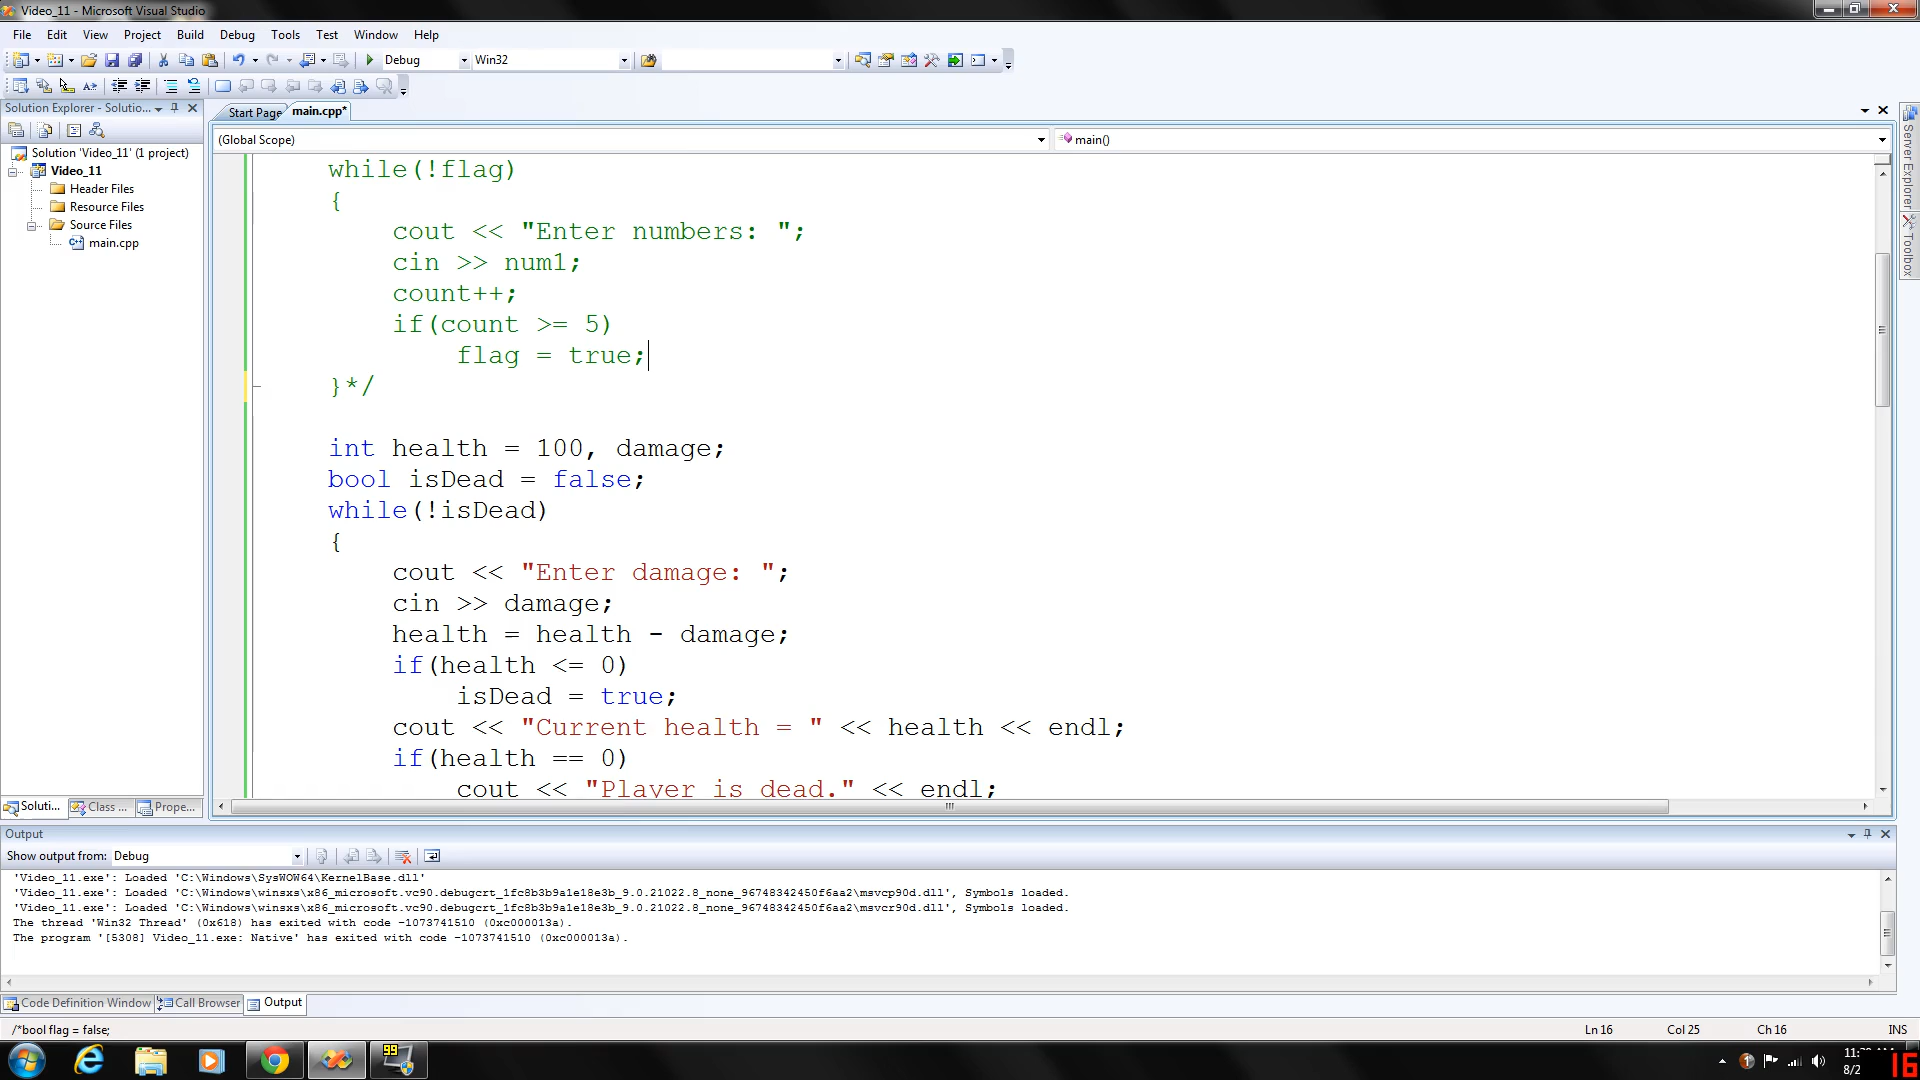 Video_11 - Microsoft Visual Studio
File Edit View Project Build Debug Tools Test Window Help
Debug Win32
Solution Explorer - Solutio...
Start Page main.cpp*
(Global Scope) main()
Solution 'Video_11' (1 project)
Video_11
Header Files
Resource Files
Source Files
main.cpp
while(!flag)
{
cout << "Enter numbers: ";
cin >> num1;
count++;
if(count >= 5)
flag = true;
}*/
int health = 100, damage;
bool isDead = false;
while(!isDead)
{
cout << "Enter damage: ";
cin >> damage;
health = health - damage;
if(health <= 0)
isDead = true;
cout << "Current health = " << health << endl;
if(health == 0)
cout << "Player is dead." << endl;
Server Explorer
Toolbox
Soluti... Class ... Prope...
Output
Show output from: Debug
'Video_11.exe': Loaded 'C:\Windows\SysWOW64\KernelBase.dll'
'Video_11.exe': Loaded 'C:\Windows\winsxs\x86_microsoft.vc90.debugcrt_1fc8b3b9a1e18e3b_9.0.21022.8_none_96748342450f6aa2\msvcp90d.dll', Symbols loaded.
'Video_11.exe': Loaded 'C:\Windows\winsxs\x86_microsoft.vc90.debugcrt_1fc8b3b9a1e18e3b_9.0.21022.8_none_96748342450f6aa2\msvcr90d.dll', Symbols loaded.
The thread 'Win32 Thread' (0x618) has exited with code -1073741510 (0xc000013a).
The program '[5308] Video_11.exe: Native' has exited with code -1073741510 (0xc000013a).
Code Definition Window Call Browser Output
/*bool flag = false; Ln 16 Col 25 Ch 16 INS
99
16